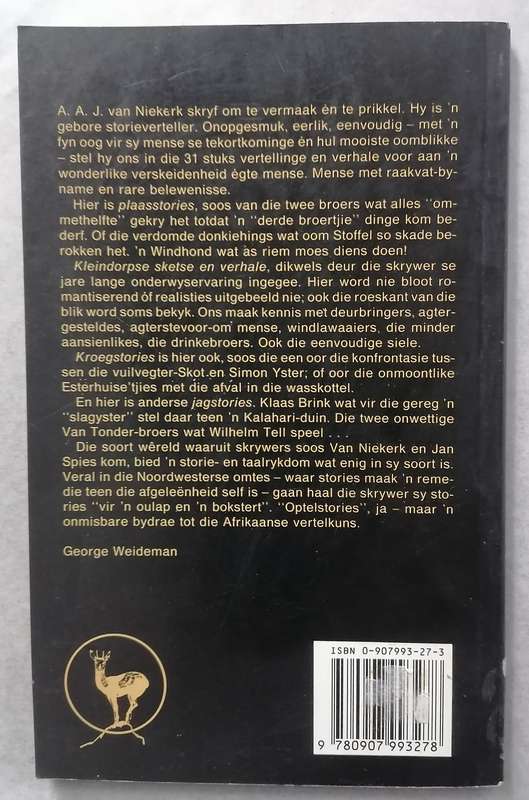 A. A. J. van Niekerk skryf om te vermaak èn te prikkel. Hy is 'n
gebore storieverteller. Onopgesmuk, eerlik, eenvoudig – met 'n
fyn oog vir sy mense se tekortkominge èn hul mooiste oomblikke
– stel hy ons in die 31 stuks vertellinge en verhale voor aan 'n
wonderlike verskeidenheid ègte mense. Mense met raakvat-by-
name en rare belewenisse.
Hier is plaasstories, soos van die twee broers wat alles "om-
methelfte" gekry het totdat 'n "derde broertjie" dinge kom be-
derf. Of die verdomde donkiehings wat oom Stoffel so skade be-
rokken het. 'n Windhond wat as riem moes diens doen!
Kleindorpse sketse en verhale, dikwels deur die skrywer se
jare lange onderwyservaring ingegee. Hier word nie bloot ro-
mantiserend òf realisties uitgebeeld nie; ook die roeskant van die
blik word soms bekyk. Ons maak kennis met deurbringers, agter-
gesteldes, agterstevoor-om mense, windlawaaiers, die minder
aansienlikes, die drinkebroers. Ook die eenvoudige siele.
Kroegstories is hier ook, soos die een oor die konfrontasie tus-
sen die vuilvegter-Skot en Simon Yster; of oor die onmoontlike
Esterhuise'tjies met die afval in die wasskottel.
En hier is anderse jagstories. Klaas Brink wat vir die gereg 'n
"slagyster" stel daar teen 'n Kalahari-duin. Die twee onwettige
Van Tonder-broers wat Wilhelm Tell speel . . .
Die soort wêreld waaruit skrywers soos Van Niekerk en Jan
Spies kom, bied 'n storie- en taalrykdom wat enig in sy soort is.
Veral in die Noordwesterse omtes – waar stories maak 'n reme-
die teen die afgeleënheid self is – gaan haal die skrywer sy sto-
ries "vir 'n oulap en 'n bokstert". "Optelstories", ja – maar 'n
onmisbare bydrae tot die Afrikaanse vertelkuns.
George Weideman
ISBN 0-907993-27-3
9 780907 993278